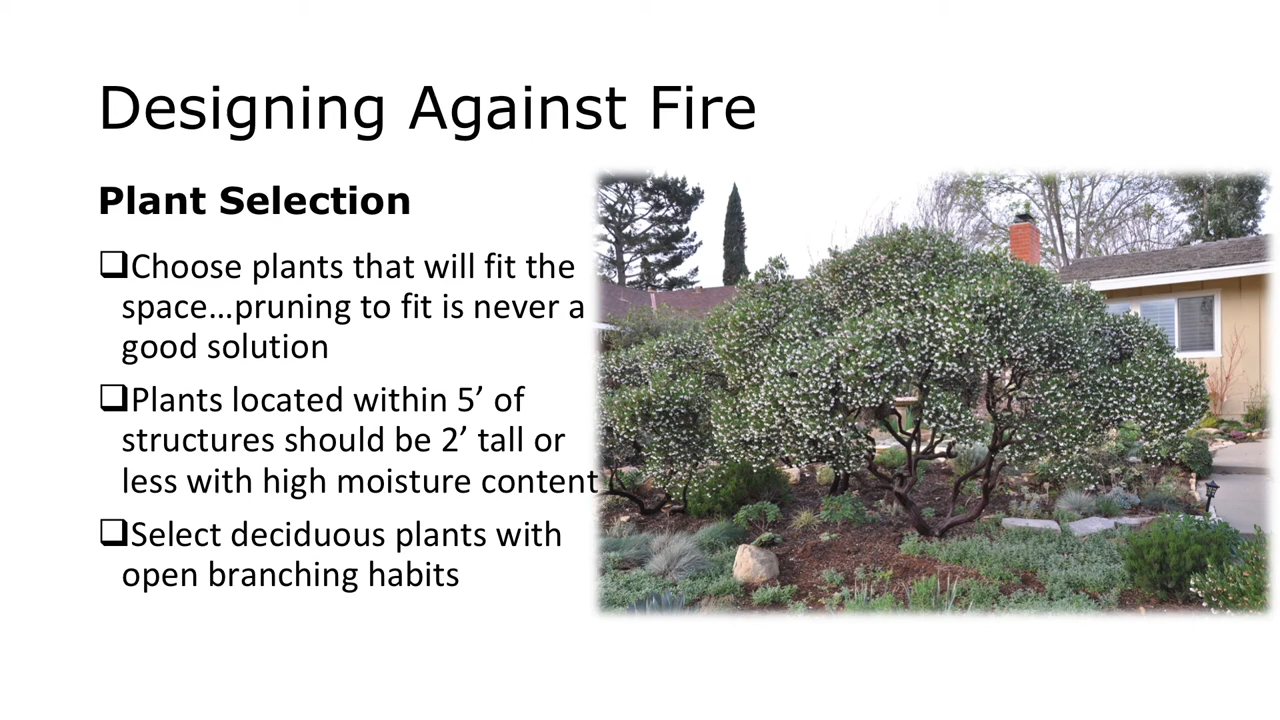 Designing Against Fire
Plant Selection
❑Choose plants that will fit the
space…pruning to fit is never a
good solution
❑Plants located within 5’ of
structures should be 2’ tall or
less with high moisture content
❑Select deciduous plants with
open branching habits